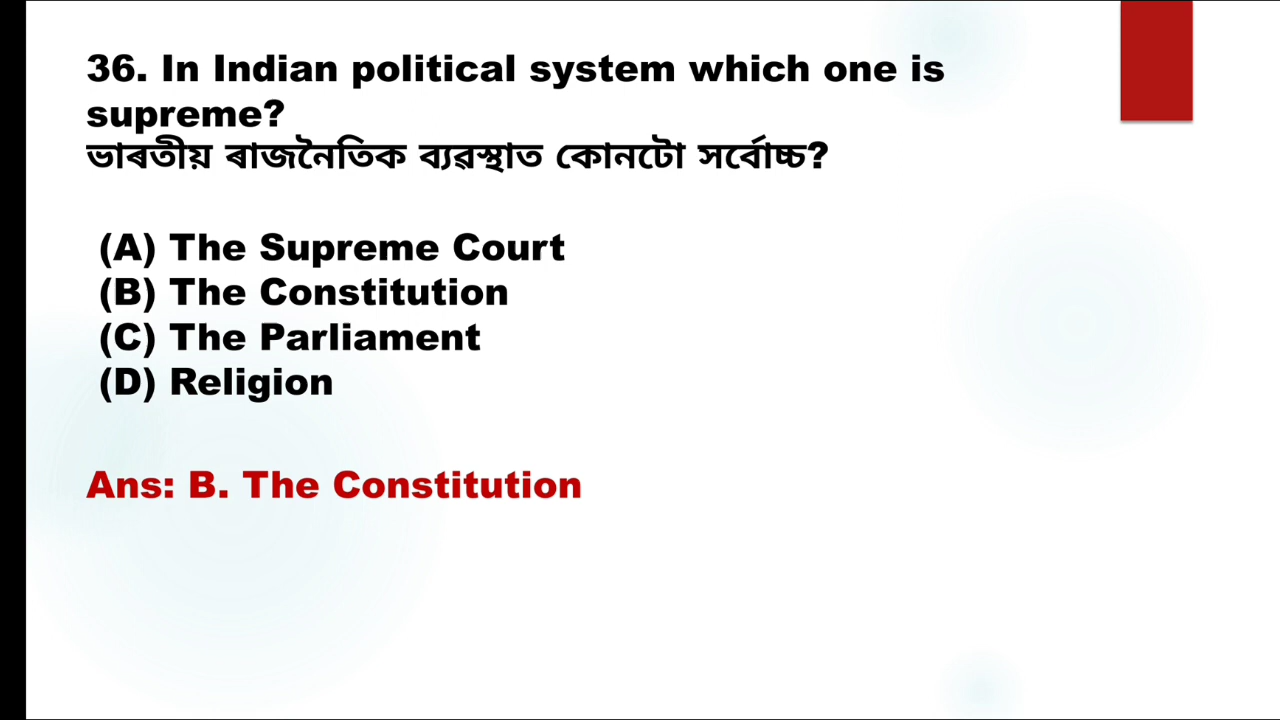 36. In Indian political system which one is
supreme?
ভাৰতীয় ৰাজনৈতিক ব্যৱস্থাত কোনটো সৰ্বোচ্চ?
(A) The Supreme Court
(B) The Constitution
(C) The Parliament
(D) Religion
Ans: B. The Constitution